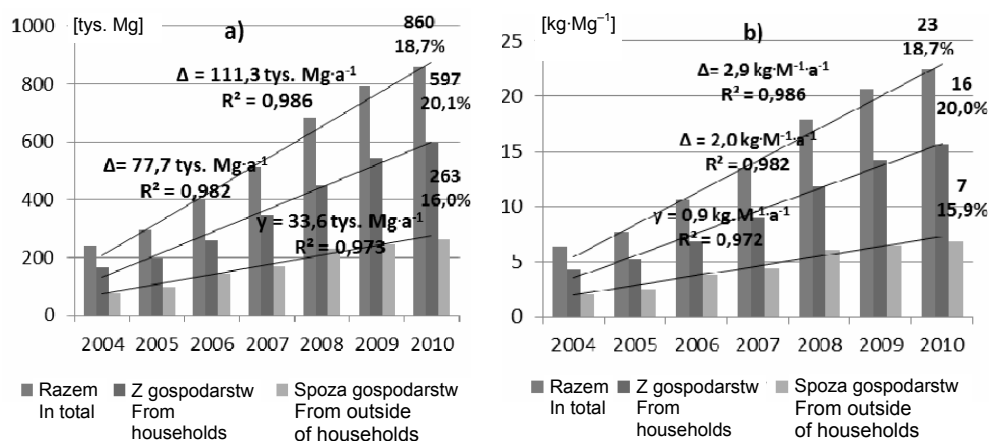 [tys. Mg]
a)
1000
800
600
400
200
0
860
18,7%
Δ = 111,3 tys. Mg·a⁻¹
R² = 0,986
597
20,1%
Δ= 77,7 tys. Mg·a⁻¹
R² = 0,982
263
16,0%
y = 33,6 tys. Mg·a⁻¹
R² = 0,973
2004 2005 2006 2007 2008 2009 2010
Razem
In total
Z gospodarstw
From
households
Spoza gospodarstw
From outside
of households
[kg·Mg⁻¹]
b)
25
20
15
10
5
0
23
18,7%
Δ= 2,9 kg·M⁻¹·a⁻¹
R² = 0,986
16
20,0%
Δ = 2,0 kg·M⁻¹·a⁻¹
R² = 0,982
7
15,9%
y = 0,9 kg·M⁻¹·a⁻¹
R² = 0,972
2004 2005 2006 2007 2008 2009 2010
Razem
In total
Z gospodarstw
From
households
Spoza gospodarstw
From outside
of households